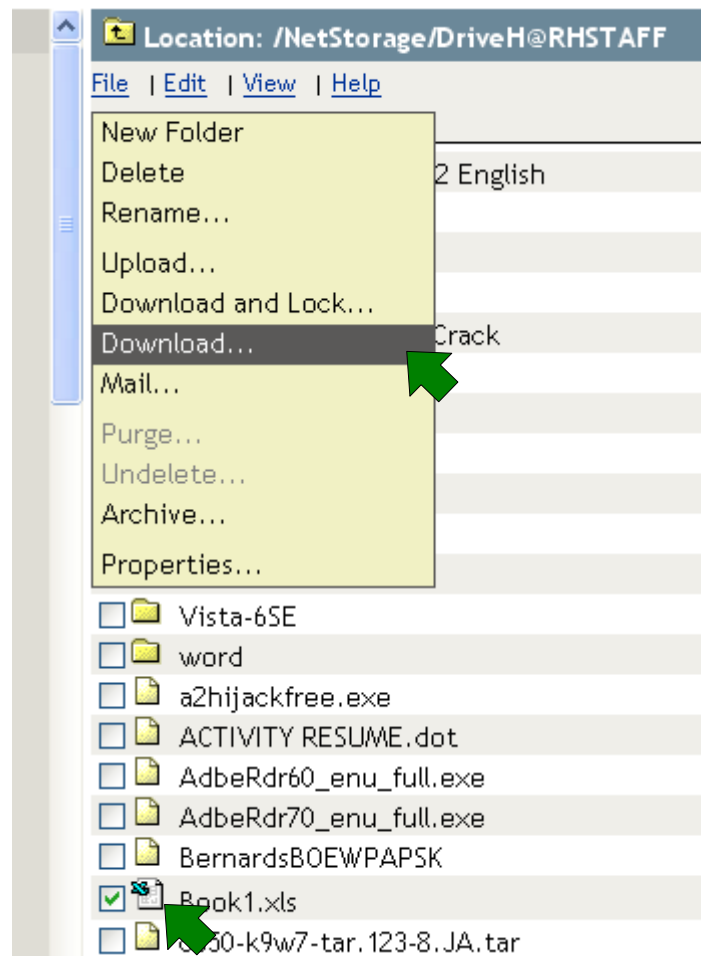 Location: /NetStorage/DriveH@RHSTAFF
File | Edit | View | Help
New Folder
Delete
2 English
Rename...
Upload...
Download and Lock...
Download...
Crack
Mail...
Purge...
Undelete...
Archive...
Properties...
Vista-6SE
word
a2hijackfree.exe
ACTIVITY RESUME.dot
AdbeRdr60_enu_full.exe
AdbeRdr70_enu_full.exe
BernardsBOEWPAPSK
Book1.xls
50-k9w7-tar.123-8.JA.tar